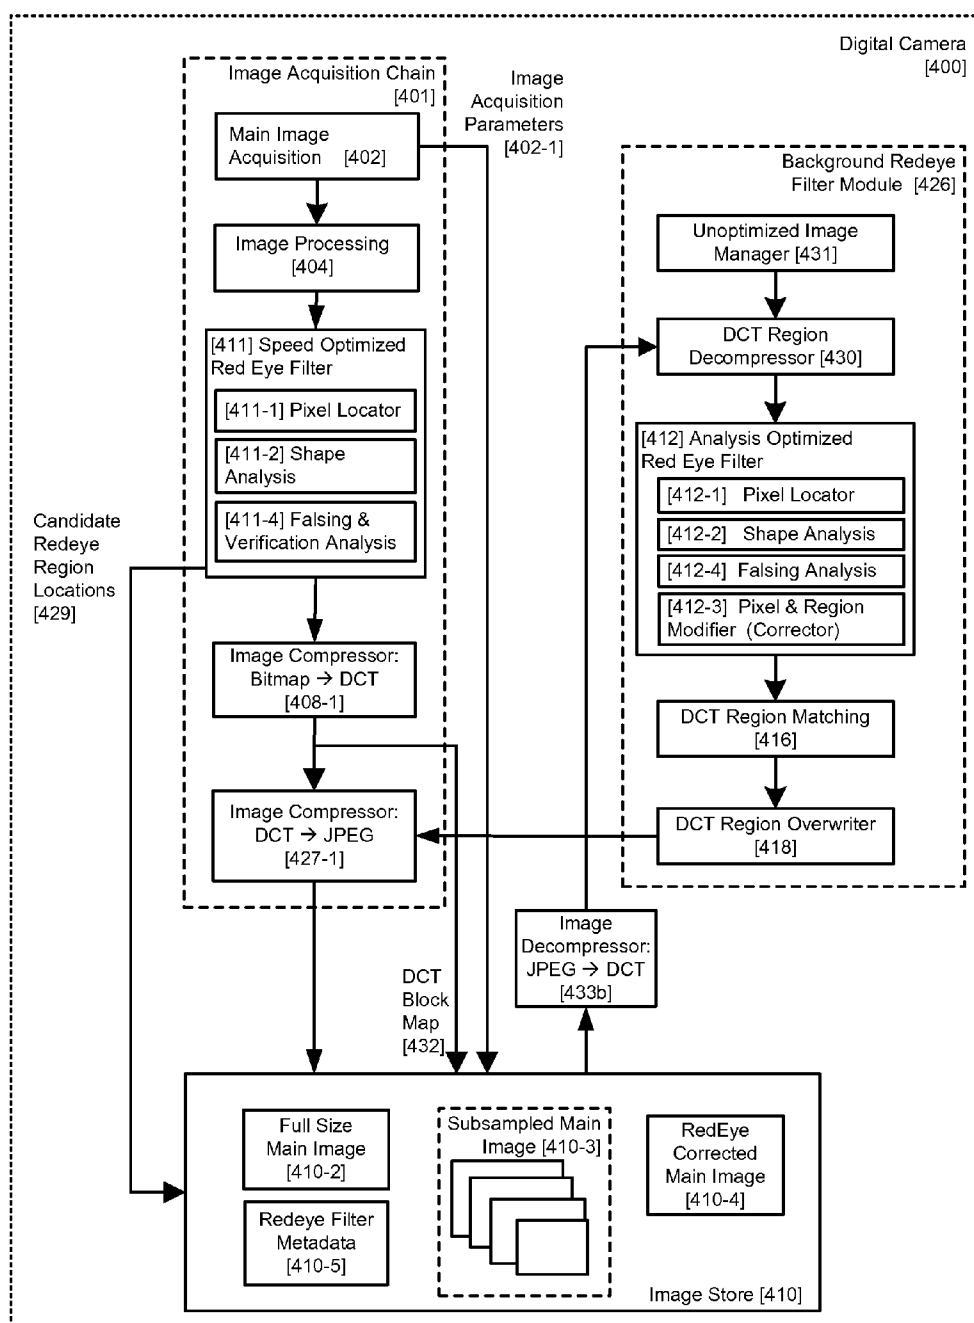 Digital Camera
[400]
Image Acquisition Chain
[401]
Image
Acquisition
Parameters
[402-1]
Main Image
Acquisition [402]
Image Processing
[404]
[411] Speed Optimized
Red Eye Filter
[411-1] Pixel Locator
[411-2] Shape
Analysis
[411-4] Falsing &
Verification Analysis
Candidate
Redeye
Region
Locations
[429]
Image Compressor:
Bitmap → DCT
[408-1]
Image Compressor:
DCT → JPEG
[427-1]
Background Redeye
Filter Module [426]
Unoptimized Image
Manager [431]
DCT Region
Decompressor [430]
[412] Analysis Optimized
Red Eye Filter
[412-1] Pixel Locator
[412-2] Shape Analysis
[412-4] Falsing Analysis
[412-3] Pixel & Region
Modifier (Corrector)
DCT Region Matching
[416]
DCT Region Overwriter
[418]
Image
Decompressor:
JPEG → DCT
[433b]
DCT
Block
Map
[432]
Full Size
Main Image
[410-2]
Redeye Filter
Metadata
[410-5]
Subsampled Main
Image [410-3]
RedEye
Corrected
Main Image
[410-4]
Image Store [410]